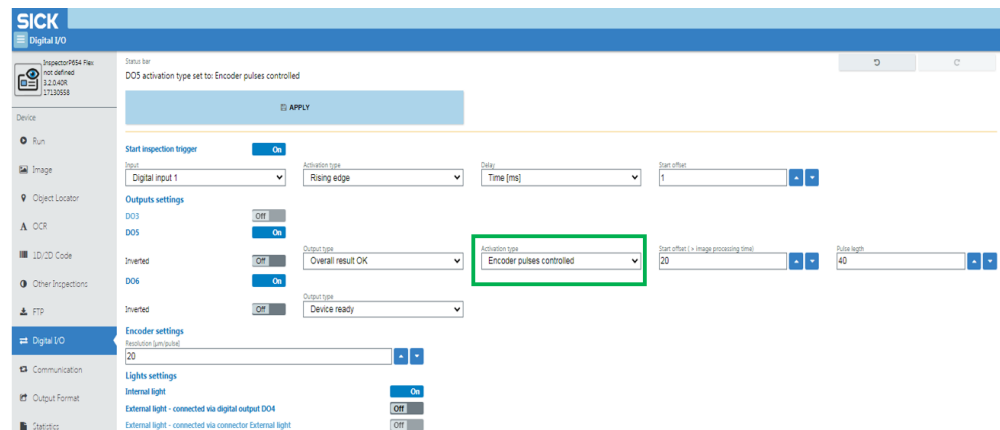 SICK
Digital I/O
InspectorP654 Flex
not defined
3.2.0.40R
17130558
Device
Run
Image
Object Locator
OCR
1D/2D Code
Other Inspections
FTP
Digital I/O
Communication
Output Format
Statistics
Status bar
DO5 activation type set to: Encoder pulses controlled
APPLY
Start inspection trigger On
Input Activation type Delay Start offset
Digital input 1 Rising edge Time [ms] 1
Outputs settings
DO3 Off
DO5 On
Output type Activation type Start offset ( + image processing time) Pulse legth
Inverted Off Overall result OK Encoder pulses controlled 20 40
DO6 On
Output type
Inverted Off Device ready
Encoder settings
Resolution [µm/pulse]
20
Lights settings
Internal light On
External light - connected via digital output DO4 Off
External light - connected via connector External light Off